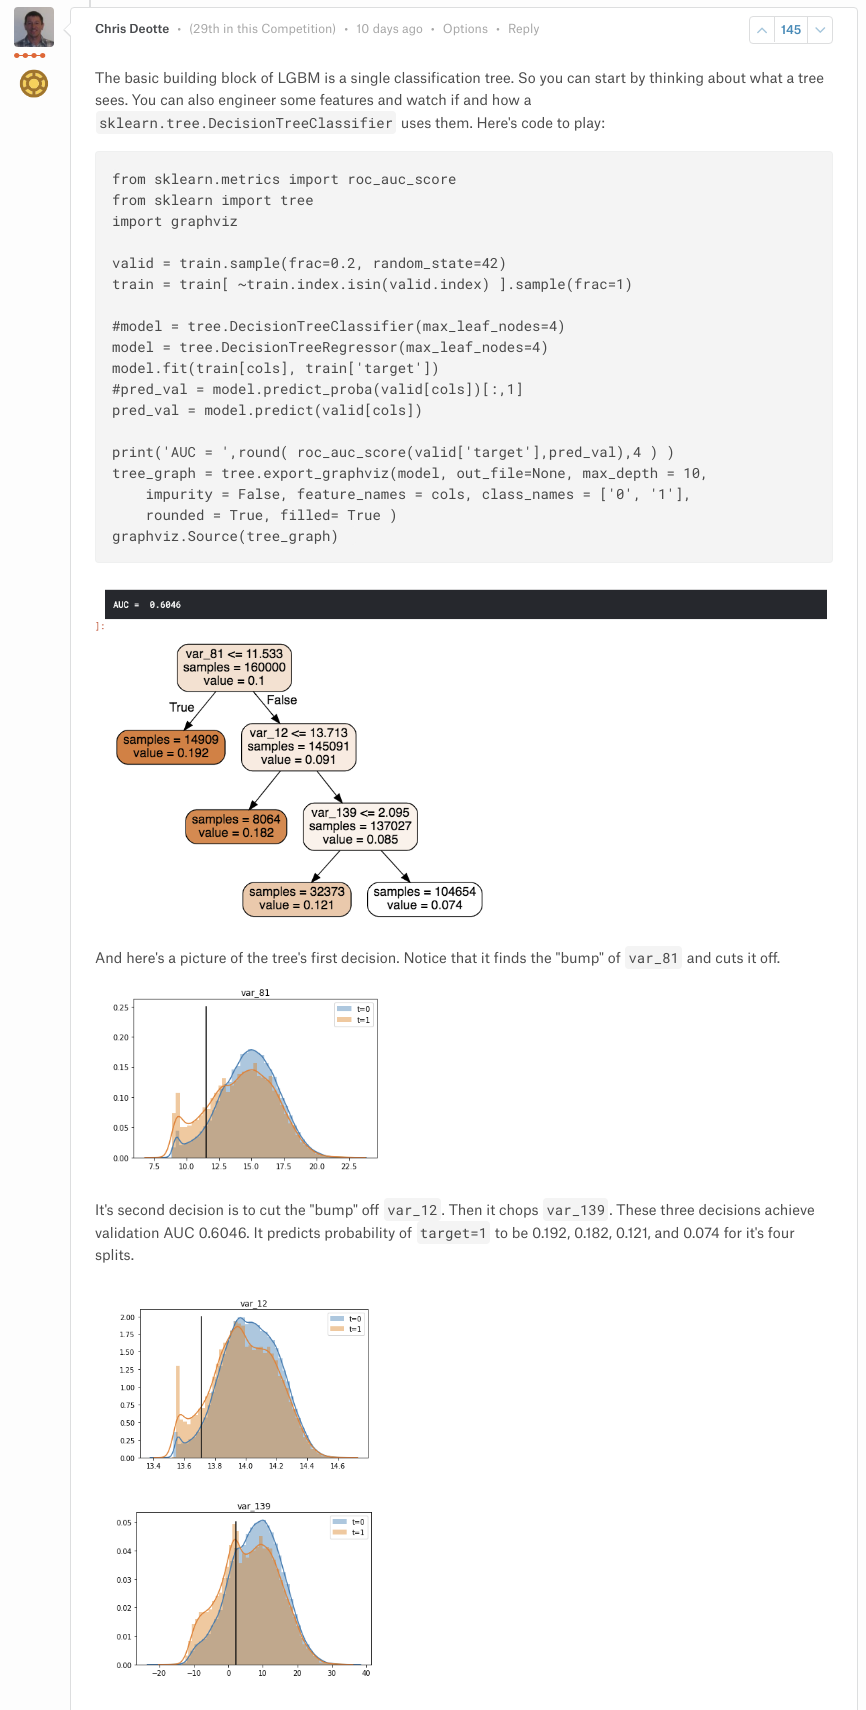 Chris Deotte • (29th in this Competition) • 10 days ago • Options • Reply
145
The basic building block of LGBM is a single classification tree. So you can start by thinking about what a tree
sees. You can also engineer some features and watch if and how a
sklearn.tree.DecisionTreeClassifier uses them. Here's code to play:
from sklearn.metrics import roc_auc_score
from sklearn import tree
import graphviz
valid = train.sample(frac=0.2, random_state=42)
train = train[ ~train.index.isin(valid.index) ].sample(frac=1)
#model = tree.DecisionTreeClassifier(max_leaf_nodes=4)
model = tree.DecisionTreeRegressor(max_leaf_nodes=4)
model.fit(train[cols], train['target'])
#pred_val = model.predict_proba(valid[cols])[:,1]
pred_val = model.predict(valid[cols])
print('AUC = ',round( roc_auc_score(valid['target'],pred_val),4 ) )
tree_graph = tree.export_graphviz(model, out_file=None, max_depth = 10,
impurity = False, feature_names = cols, class_names = ['0', '1'],
rounded = True, filled= True )
graphviz.Source(tree_graph)
AUC = 0.6046
]:
var_81 <= 11.533
samples = 160000
value = 0.1
True
False
samples = 14909
value = 0.192
var_12 <= 13.713
samples = 145091
value = 0.091
samples = 8064
value = 0.182
var_139 <= 2.095
samples = 137027
value = 0.085
samples = 32373
value = 0.121
samples = 104654
value = 0.074
And here's a picture of the tree's first decision. Notice that it finds the "bump" of var_81 and cuts it off.
var_81
t=0
t=1
0.25
0.20
0.15
0.10
0.05
0.00
7.5 10.0 12.5 15.0 17.5 20.0 22.5
It's second decision is to cut the "bump" off var_12. Then it chops var_139. These three decisions achieve
validation AUC 0.6046. It predicts probability of target=1 to be 0.192, 0.182, 0.121, and 0.074 for it's four
splits.
var_12
t=0
t=1
2.00
1.75
1.50
1.25
1.00
0.75
0.50
0.25
0.00
13.4 13.6 13.8 14.0 14.2 14.4 14.6
var_139
t=0
t=1
0.05
0.04
0.03
0.02
0.01
0.00
−20 −10 0 10 20 30 40